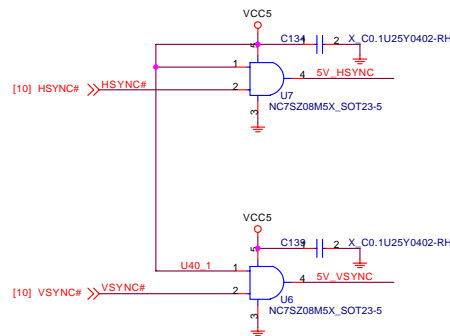 VCC5
C134 1 2 X_C0.1U25Y0402-RH
5
1
4 5V_HSYNC
[10] HSYNC# HSYNC# 2
U7
3 NC7SZ08M5X_SOT23-5
VCC5
C139 1 2 X_C0.1U25Y0402-RH
5
U40_1 1
4 5V_VSYNC
[10] VSYNC# VSYNC# 2
U6
3 NC7SZ08M5X_SOT23-5